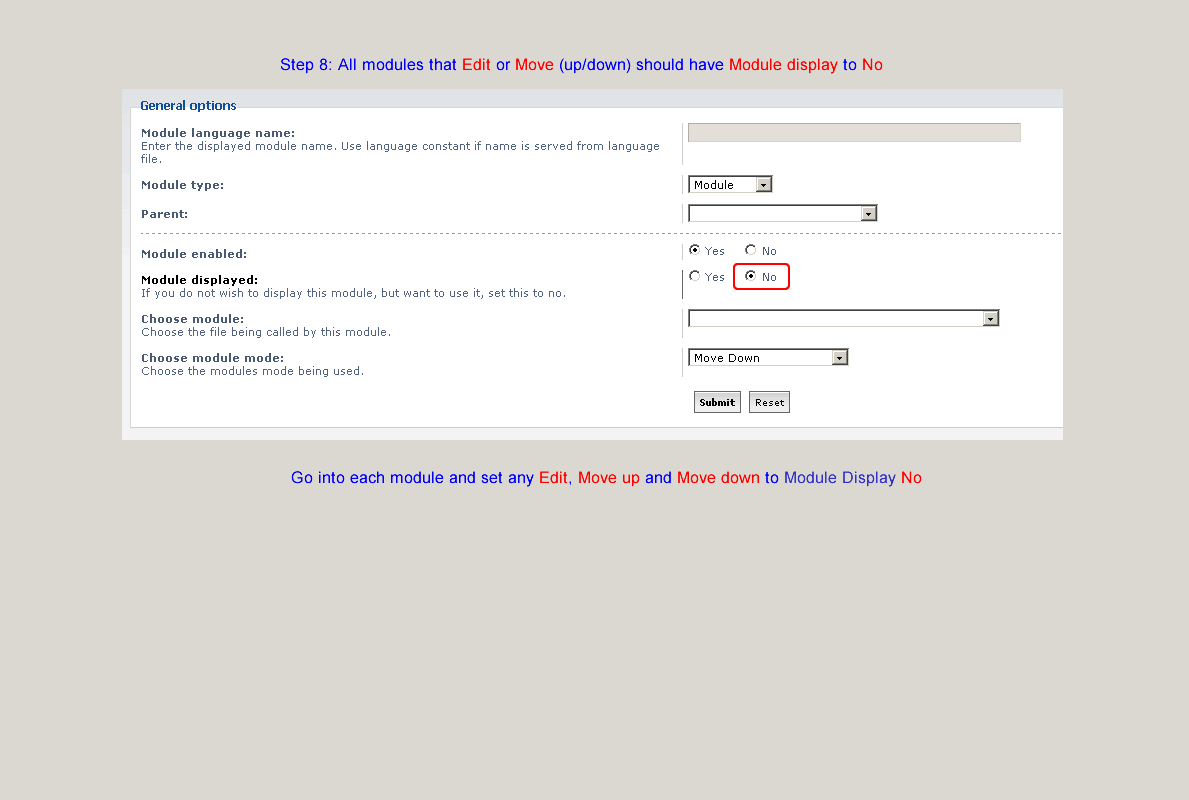 Step 8: All modules that Edit or Move (up/down) should have Module display to No
General options
Module language name:
Enter the displayed module name. Use language constant if name is served from language
file.
Module type:
Module
Parent:
Module enabled:
Yes No
Module displayed:
Yes No
If you do not wish to display this module, but want to use it, set this to no.
Choose module:
Choose the file being called by this module.
Choose module mode:
Move Down
Choose the modules mode being used.
Submit Reset
Go into each module and set any Edit, Move up and Move down to Module Display No